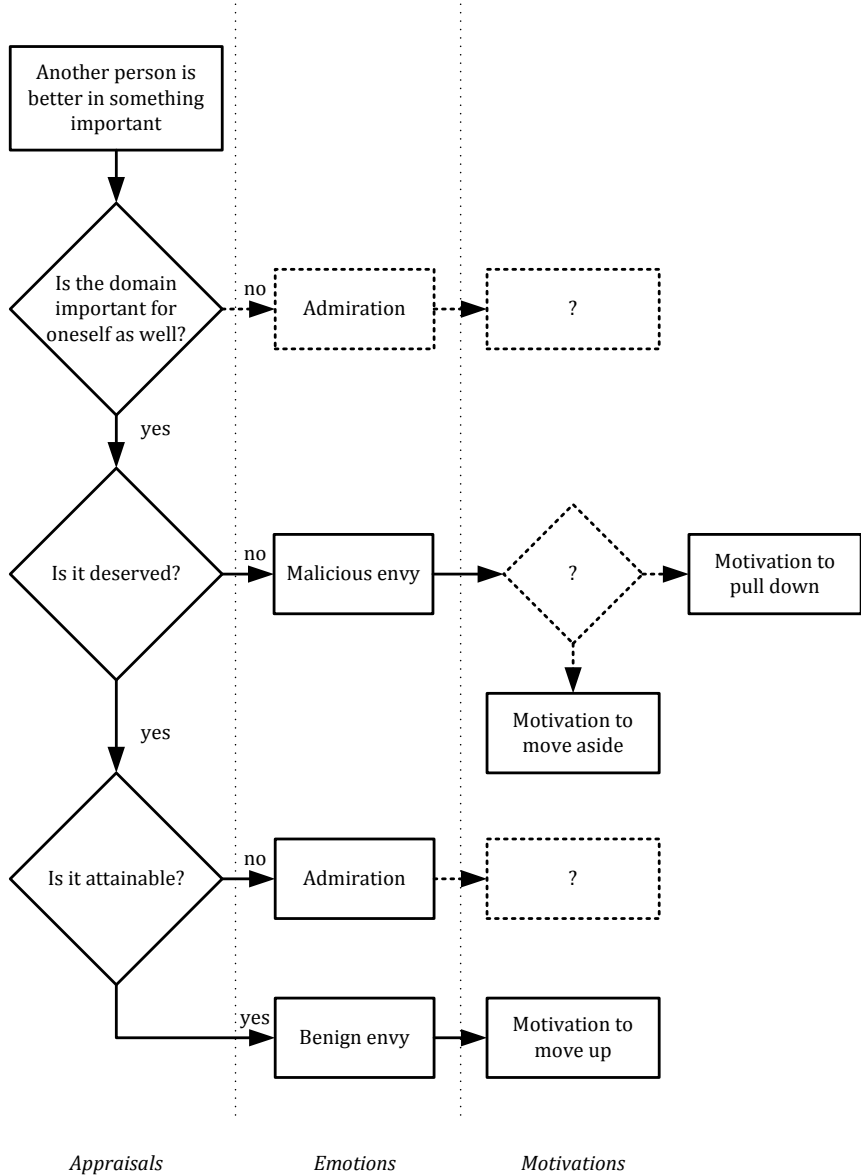 Another person is
better in something
important
Is the domain
important for
oneself as well?
no
Admiration
?
yes
Is it deserved?
no
Malicious envy
?
Motivation to
pull down
Motivation to
move aside
yes
Is it attainable?
no
Admiration
?
yes
Benign envy
Motivation to
move up
Appraisals
Emotions
Motivations